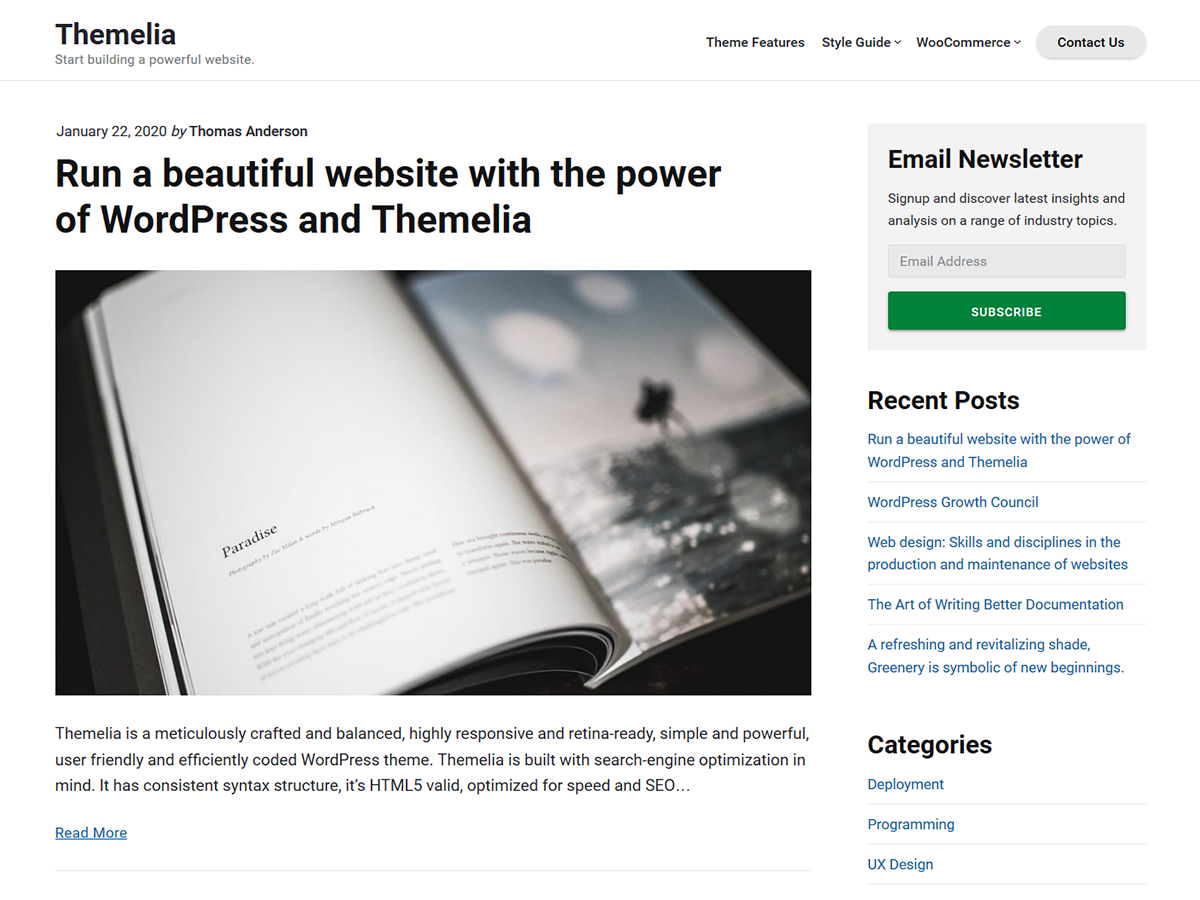 Themelia
Start building a powerful website.
Theme Features
Style Guide
WooCommerce
Contact Us
January 22, 2020 by Thomas Anderson
Run a beautiful website with the power
of WordPress and Themelia
Paradise
Photography by Zac Milan & words by Morgan
Themelia is a meticulously crafted and balanced, highly responsive and retina-ready, simple and powerful,
user friendly and efficiently coded WordPress theme. Themelia is built with search-engine optimization in
mind. It has consistent syntax structure, it’s HTML5 valid, optimized for speed and SEO…
Read More
Email Newsletter
Signup and discover latest insights and
analysis on a range of industry topics.
Email Address
SUBSCRIBE
Recent Posts
Run a beautiful website with the power of
WordPress and Themelia
WordPress Growth Council
Web design: Skills and disciplines in the
production and maintenance of websites
The Art of Writing Better Documentation
A refreshing and revitalizing shade,
Greenery is symbolic of new beginnings.
Categories
Deployment
Programming
UX Design